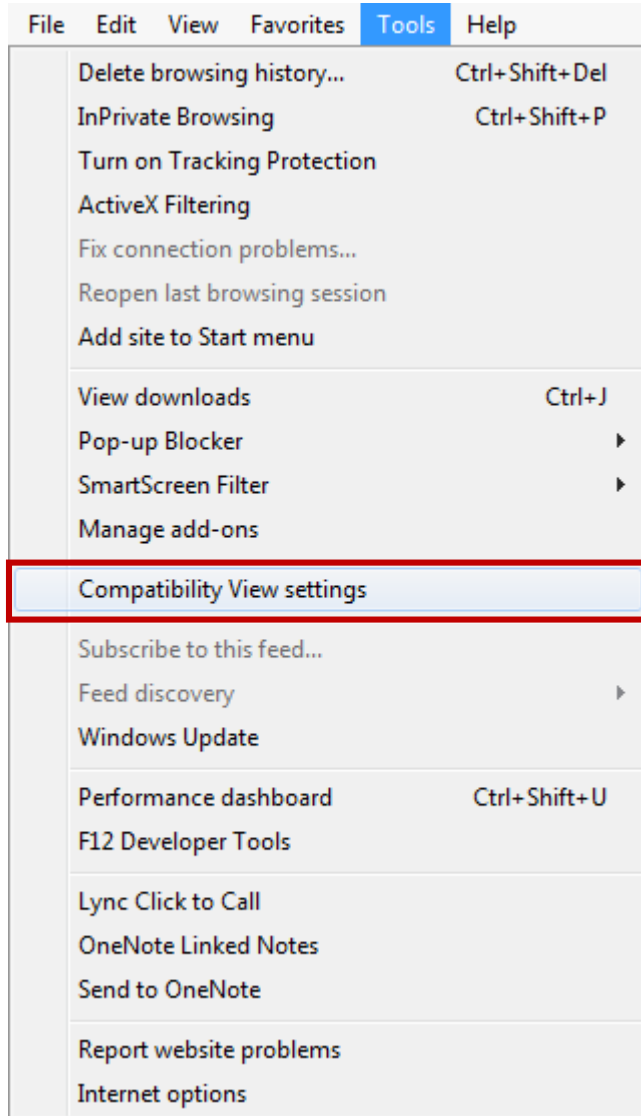 File Edit View Favorites Tools Help
Delete browsing history... Ctrl+Shift+Del
InPrivate Browsing Ctrl+Shift+P
Turn on Tracking Protection
ActiveX Filtering
Fix connection problems...
Reopen last browsing session
Add site to Start menu
View downloads Ctrl+J
Pop-up Blocker
SmartScreen Filter
Manage add-ons
Compatibility View settings
Subscribe to this feed...
Feed discovery
Windows Update
Performance dashboard Ctrl+Shift+U
F12 Developer Tools
Lync Click to Call
OneNote Linked Notes
Send to OneNote
Report website problems
Internet options